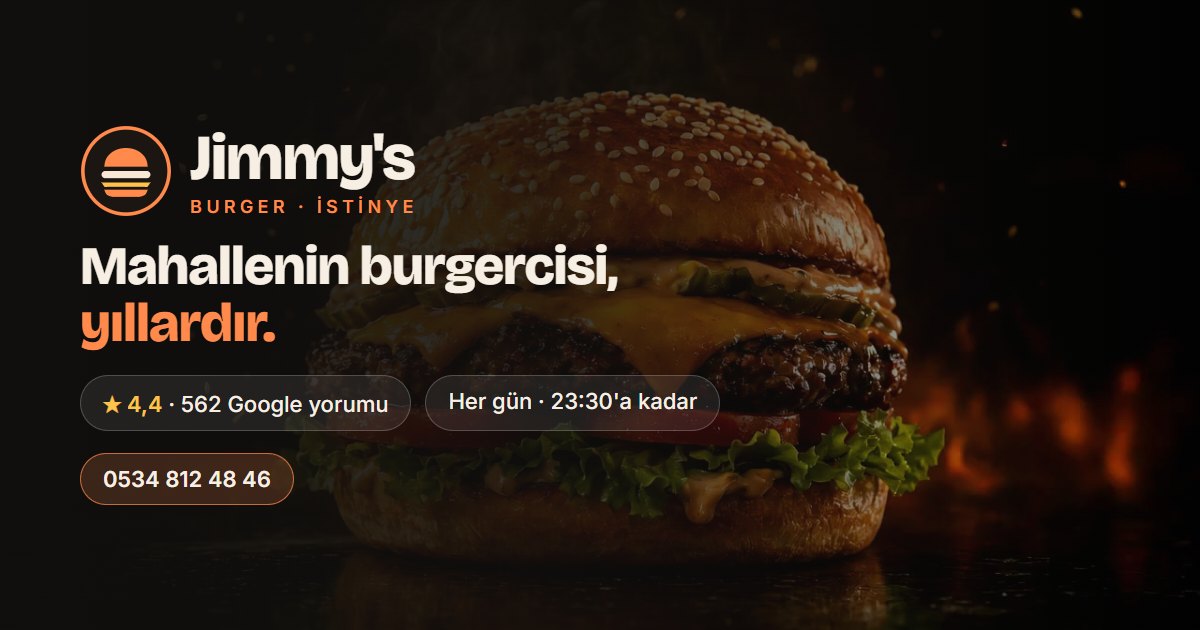 Jimmy's
BURGER · İSTİNYE
Mahallenin burgercisi,
yıllardır.
★ 4,4 · 562 Google yorumu
Her gün · 23:30'a kadar
0534 812 48 46